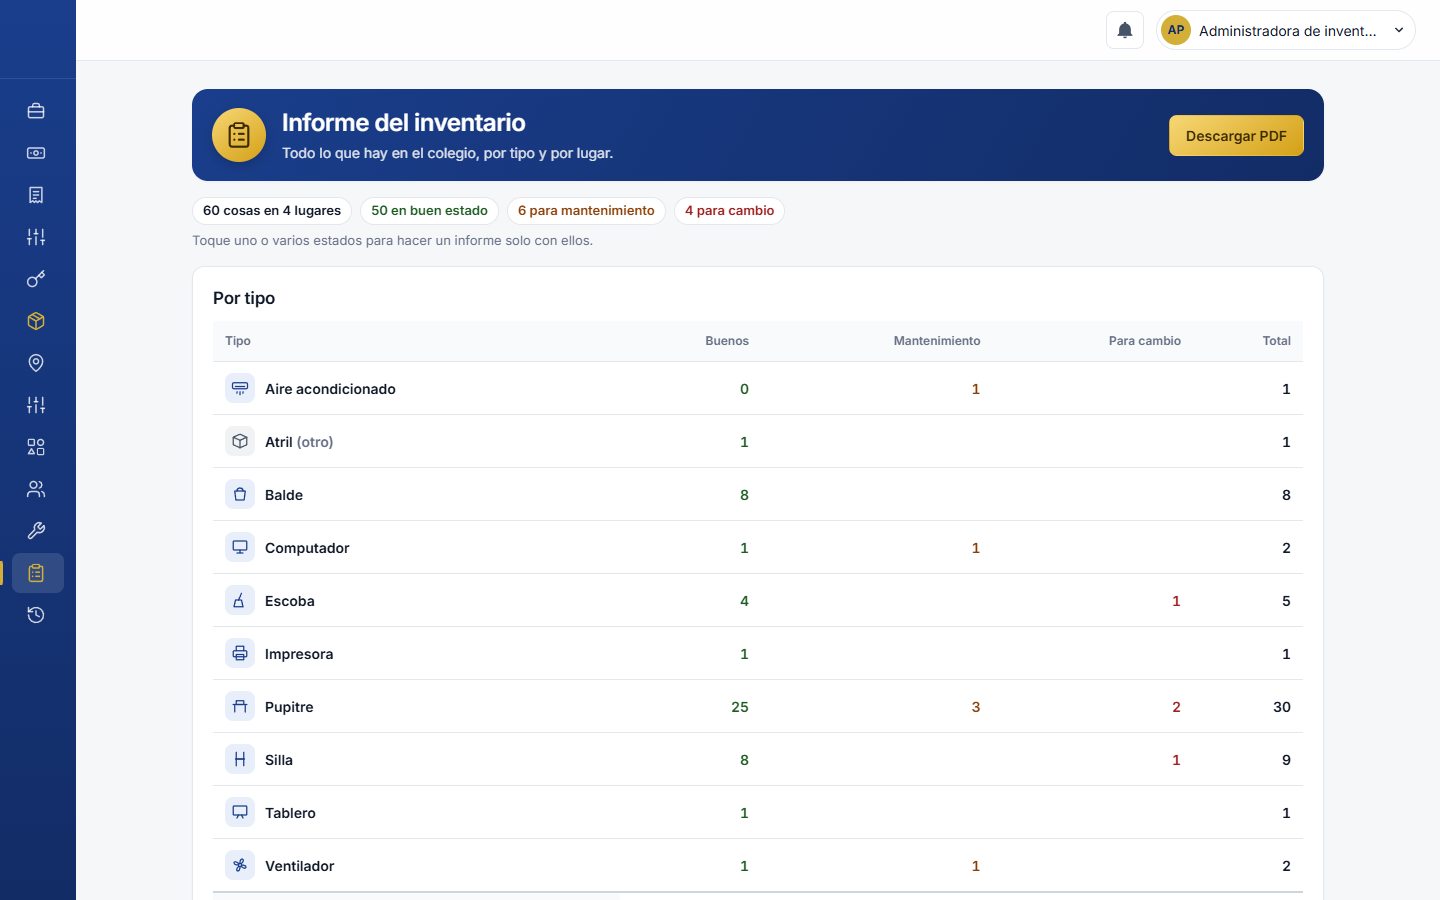 AP Administradora de invent...
Informe del inventario
Todo lo que hay en el colegio, por tipo y por lugar.
Descargar PDF
60 cosas en 4 lugares 50 en buen estado 6 para mantenimiento 4 para cambio
Toque uno o varios estados para hacer un informe solo con ellos.
Por tipo
Tipo Buenos Mantenimiento Para cambio Total
Aire acondicionado 0 1 1
Atril (otro) 1 1
Balde 8 8
Computador 1 1 2
Escoba 4 1 5
Impresora 1 1
Pupitre 25 3 2 30
Silla 8 1 9
Tablero 1 1
Ventilador 1 1 2